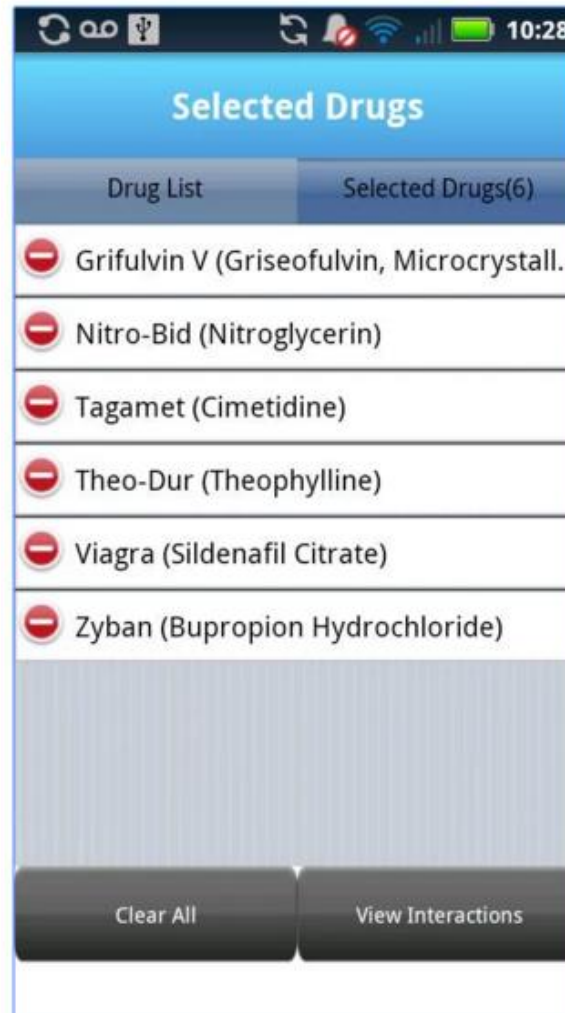 10:28
Selected Drugs
Drug List
Selected Drugs(6)
Grifulvin V (Griseofulvin, Microcrystall.
Nitro-Bid (Nitroglycerin)
Tagamet (Cimetidine)
Theo-Dur (Theophylline)
Viagra (Sildenafil Citrate)
Zyban (Bupropion Hydrochloride)
Clear All
View Interactions